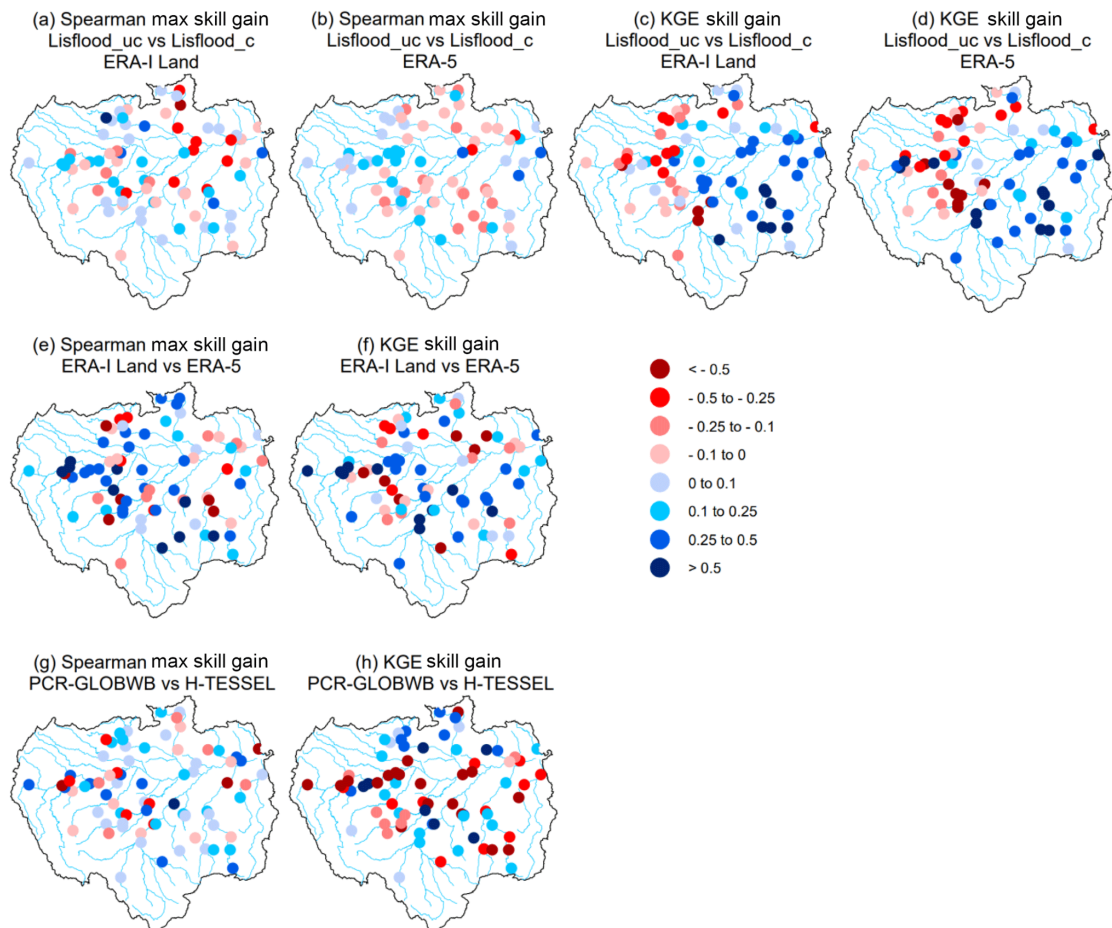 (a) Spearman max skill gain
Lisflood_uc vs Lisflood_c
ERA-I Land
(b) Spearman max skill gain
Lisflood_uc vs Lisflood_c
ERA-5
(c) KGE skill gain
Lisflood_uc vs Lisflood_c
ERA-I Land
(d) KGE skill gain
Lisflood_uc vs Lisflood_c
ERA-5
(e) Spearman max skill gain
ERA-I Land vs ERA-5
(f) KGE skill gain
ERA-I Land vs ERA-5
< - 0.5
- 0.5 to - 0.25
- 0.25 to - 0.1
- 0.1 to 0
0 to 0.1
0.1 to 0.25
0.25 to 0.5
> 0.5
(g) Spearman max skill gain
PCR-GLOBWB vs H-TESSEL
(h) KGE skill gain
PCR-GLOBWB vs H-TESSEL